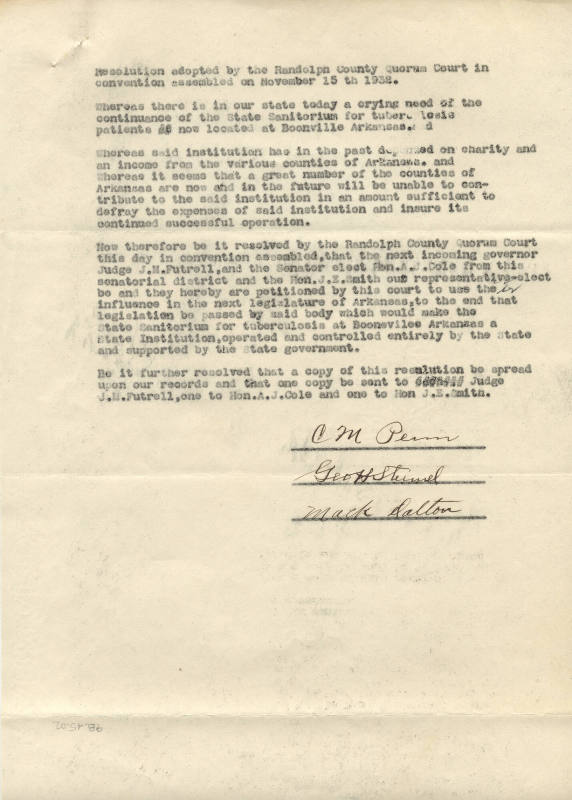 Resolution adopted by the Randolph County Quorum Court in
convention assembled on November 15 th 1932.
Whereas there is in our state today a crying need of the
continuance of the State Sanitorium for tuberc losis
patients now located at Boonville Arkansas. d
Whereas said institution has in the past depended on charity and
an income from the various counties of Arkansas. and
Whereas it seems that a great number of the counties of
Arkansas are now and in the future will be unable to con-
tribute to the said institution in an amount sufficient to
defray the expenses of said institution and insure its
continued successful operation.
Now therefore be it resolved by the Randolph County Quorum Court
this day in convention assembled,that the next incoming governor
Judge J.M.Futrell,and the Senator elect Hon.A.J.Cole from this
senatorial district and the Hon.J.E.Smith our representative-elect
be and they hereby are petitioned by this court to use the ir
influence in the next legislature of Arkansas,to the end that
legislation be passed by said body which would make the
State Sanitorium for tuberculosis at Boonevilee Arkansas a
State Institution,operated and controlled entirely by the State
and supported by the State government.
Be it further resolved that a copy of this resolution be spread
upon our records and that one copy be sent to Judge
J.M.Futrell,one to Hon.A.J.Cole and one to Hon J.E.Smith.
C M Penn
Geo H
Mack Dalton